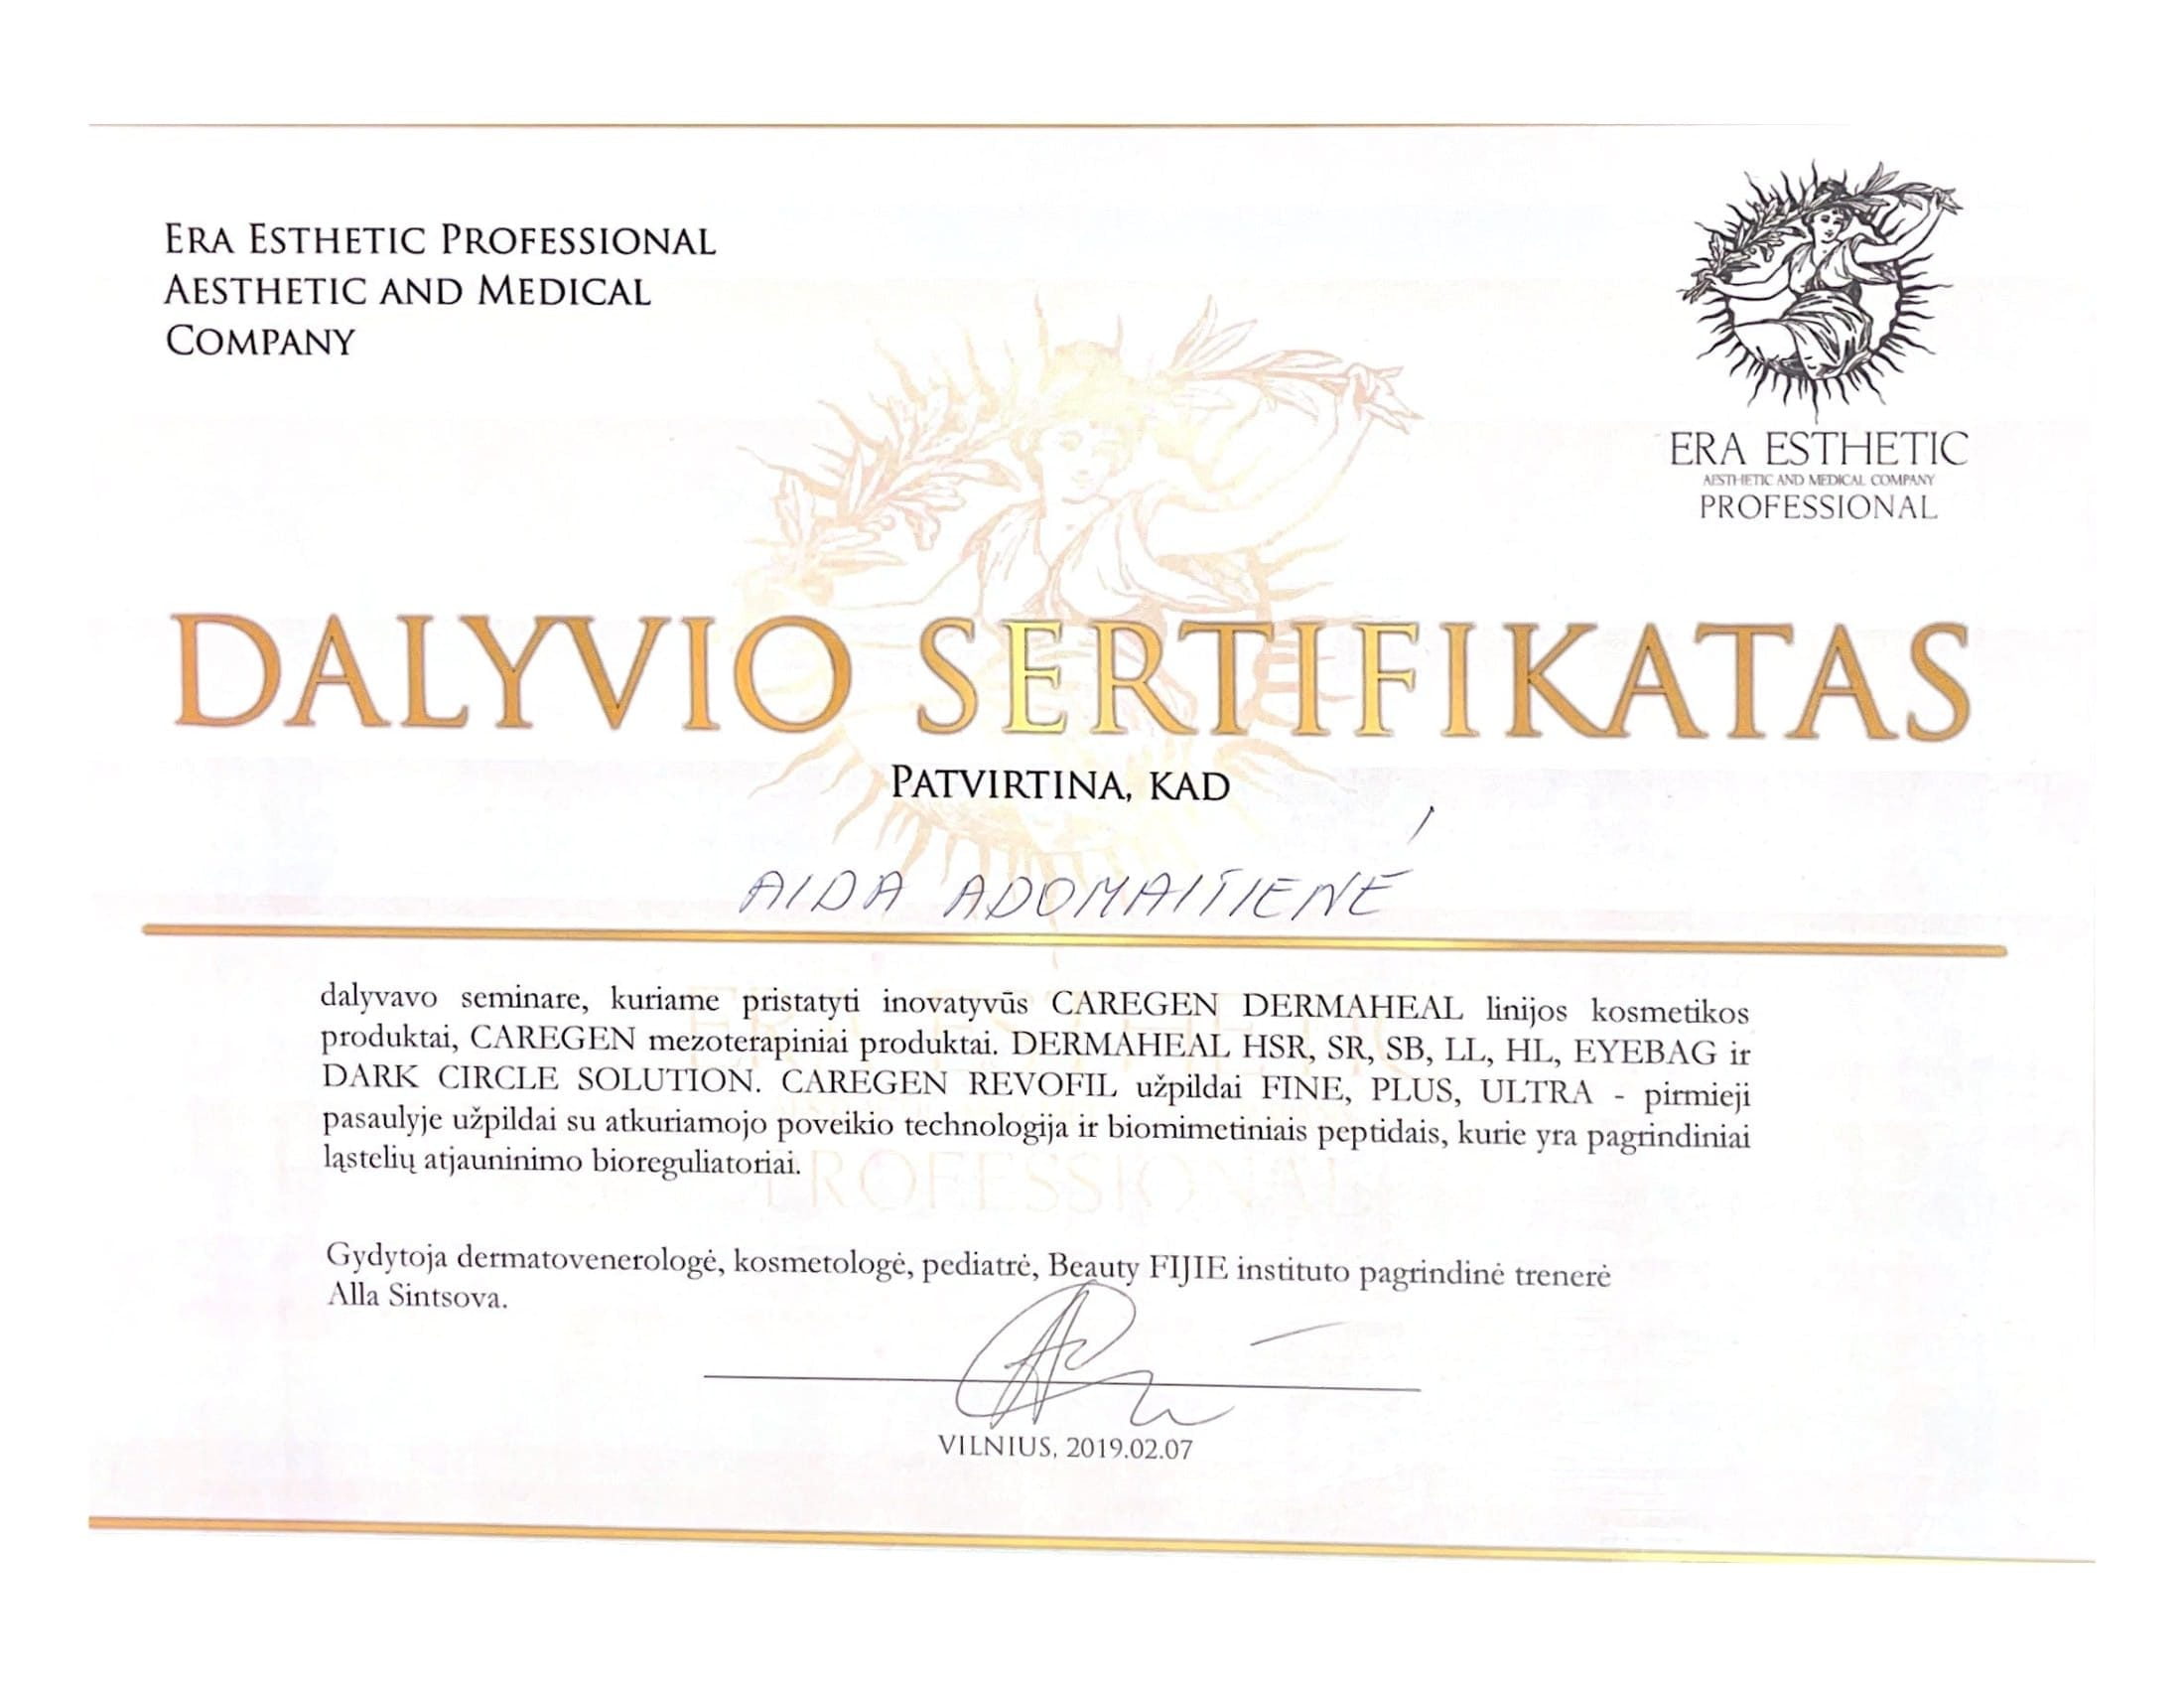 ERA ESTHETIC PROFESSIONAL
AESTHETIC AND MEDICAL
COMPANY
ERA ESTHETIC
AESTHETIC AND MEDICAL COMPANY
PROFESSIONAL
DALYVIO SERTIFIKATAS
PATVIRTINA, KAD
AIDA ADOMAITIENĖ
dalyvavo seminare, kuriame pristatyti inovatyvūs CAREGEN DERMAHEAL linijos kosmetikos
produktai, CAREGEN mezoterapiniai produktai. DERMAHEAL HSR, SR, SB, LL, HL, EYEBAG ir
DARK CIRCLE SOLUTION. CAREGEN REVOFIL užpildai FINE, PLUS, ULTRA - pirmieji
pasaulyje užpildai su atkuriamojo poveikio technologija ir biomimetiniais peptidais, kurie yra pagrindiniai
ląstelių atjauninimo bioreguliatoriai.
ERA ESTHETIC
PROFESSIONAL
Gydytoja dermatovenerologė, kosmetologė, pediatrė, Beauty FIJIE instituto pagrindinė trenerė
Alla Sintsova.
VILNIUS, 2019.02.07